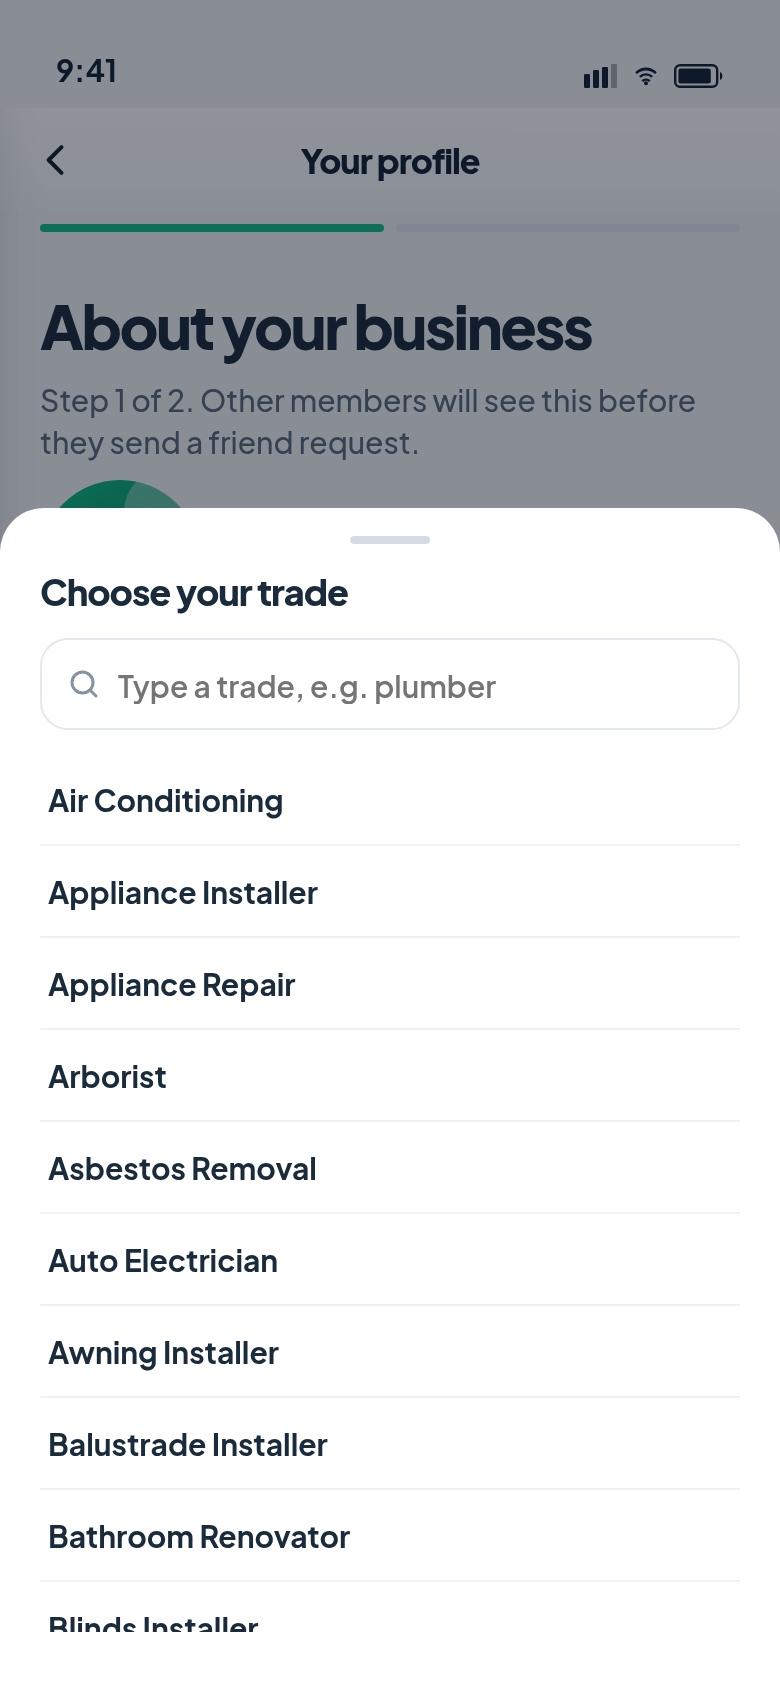 9:41
Your profile
About your business
Step 1 of 2. Other members will see this before
they send a friend request.
Choose your trade
Type a trade, e.g. plumber
Air Conditioning
Appliance Installer
Appliance Repair
Arborist
Asbestos Removal
Auto Electrician
Awning Installer
Balustrade Installer
Bathroom Renovator
Blinds Installer